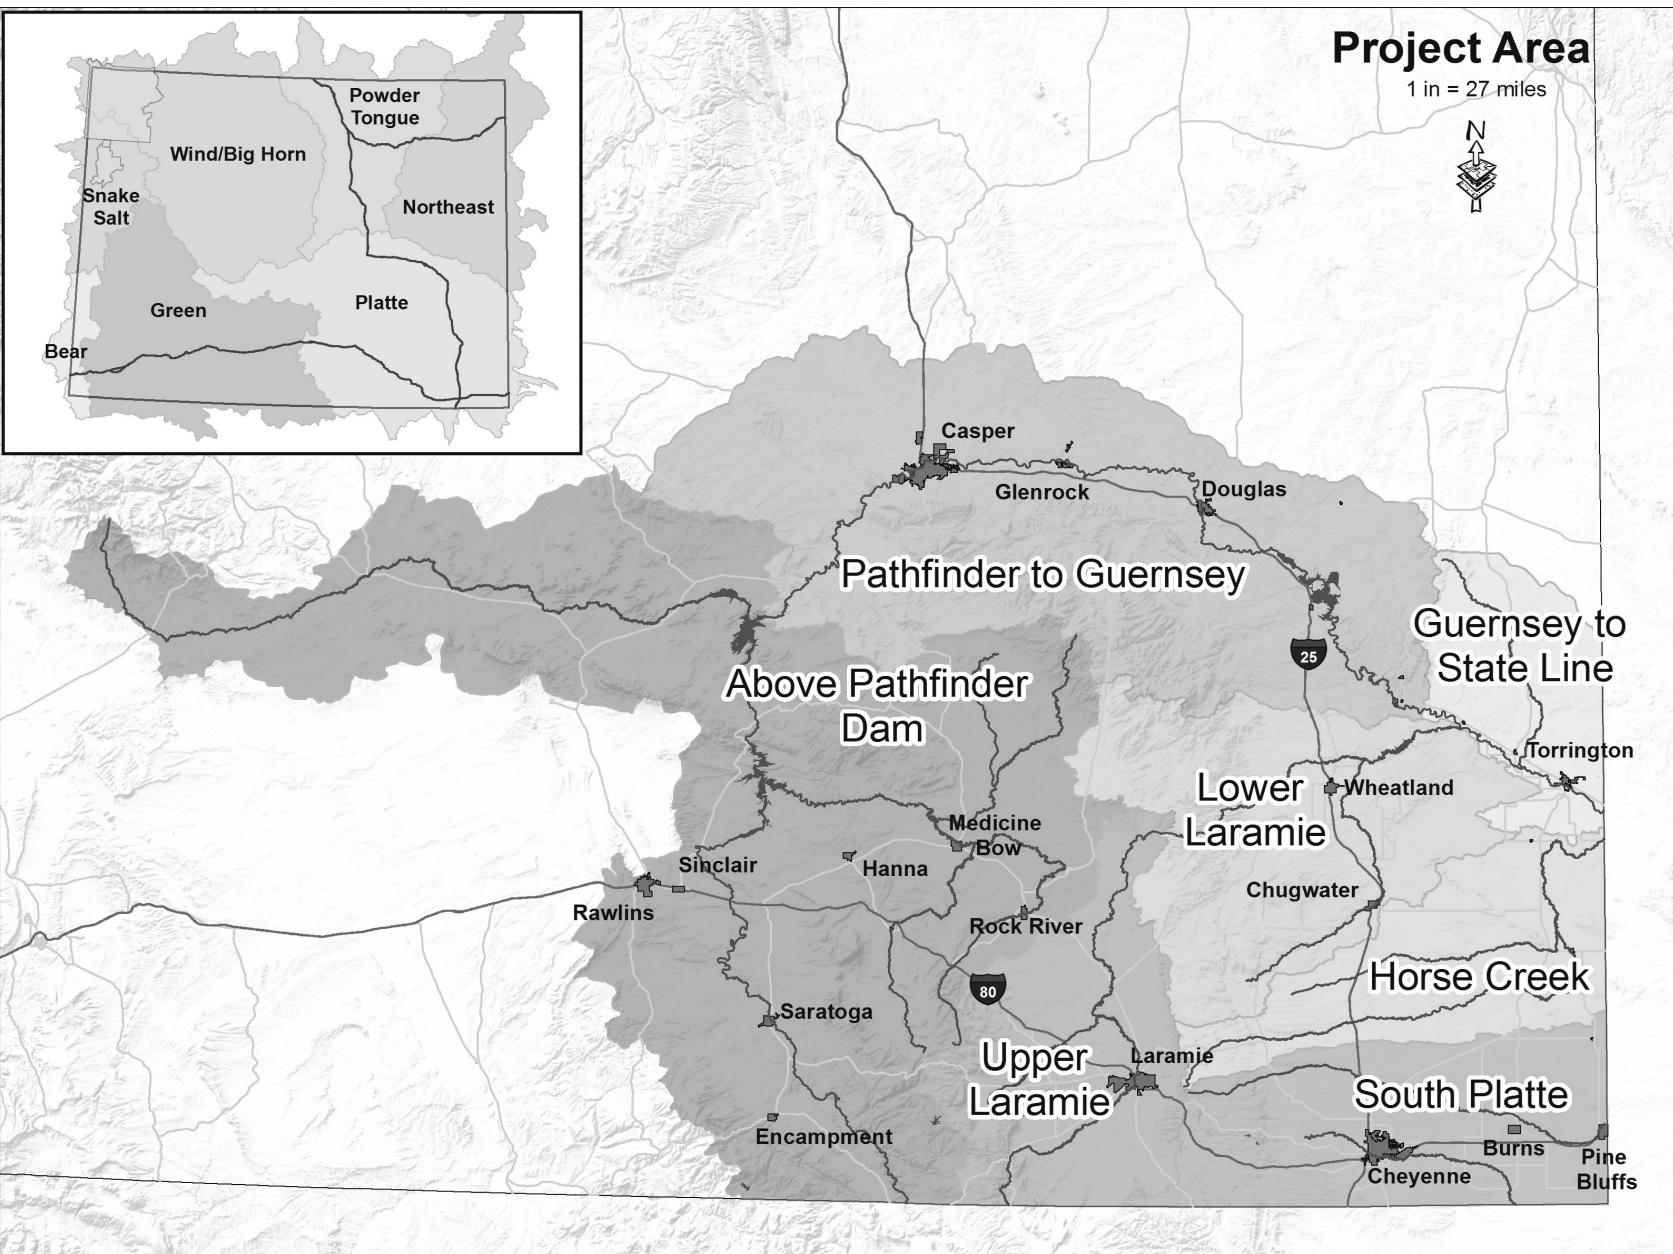 Project Area
1 in = 27 miles
N
Powder
Tongue
Wind/Big Horn
Snake
Salt
Northeast
Green
Platte
Bear
Casper
Glenrock
Douglas
Pathfinder to Guernsey
Guernsey to
State Line
25
Above Pathfinder
Dam
Torrington
Lower
Laramie
Wheatland
Medicine
Bow
Sinclair
Hanna
Chugwater
Rawlins
Rock River
Horse Creek
80
Saratoga
Upper
Laramie
Laramie
South Platte
Encampment
Burns
Pine
Bluffs
Cheyenne